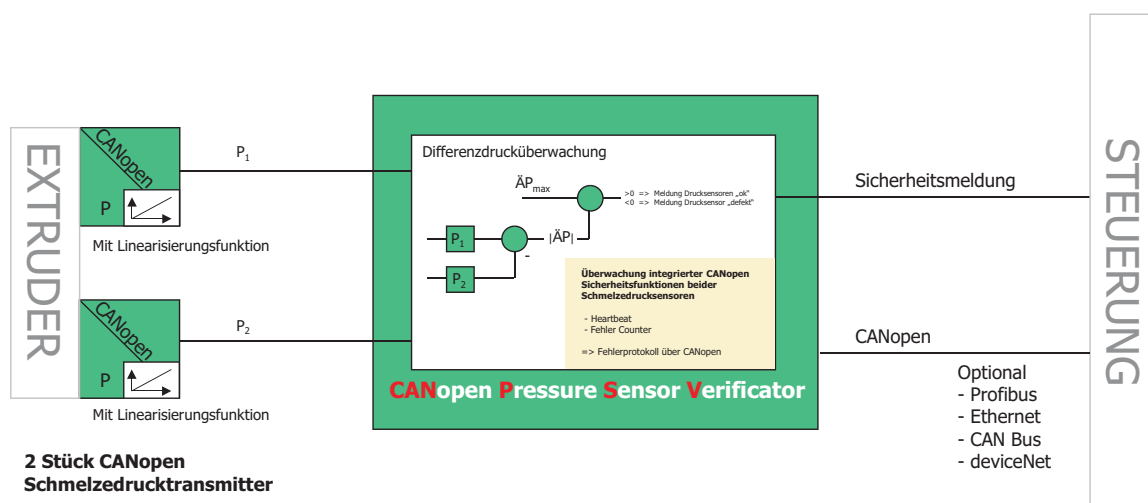 EXTRUDER
CANopen
P
Mit Linearisierungsfunktion
P1
CANopen
P
Mit Linearisierungsfunktion
P2
2 Stück CANopen
Schmelzedrucktransmitter
Differenzdrucküberwachung
ÄPmax
>0 => Meldung Drucksensoren „ok"
<0 => Meldung Drucksensor „defekt"
P1
|ÄP|
-
P2
Überwachung integrierter CANopen
Sicherheitsfunktionen beider
Schmelzedrucksensoren
- Heartbeat
- Fehler Counter
=> Fehlerprotokoll über CANopen
CANopen Pressure Sensor Verificator
Sicherheitsmeldung
CANopen
Optional
- Profibus
- Ethernet
- CAN Bus
- deviceNet
STEUERUNG